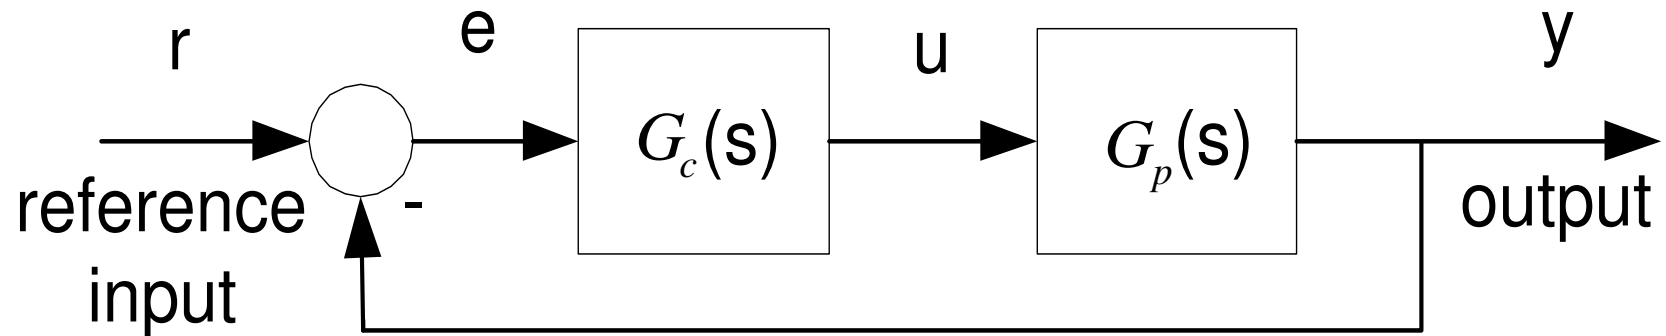 r
e
u
y
G_c(s)
G_p(s)
-
reference
input
output